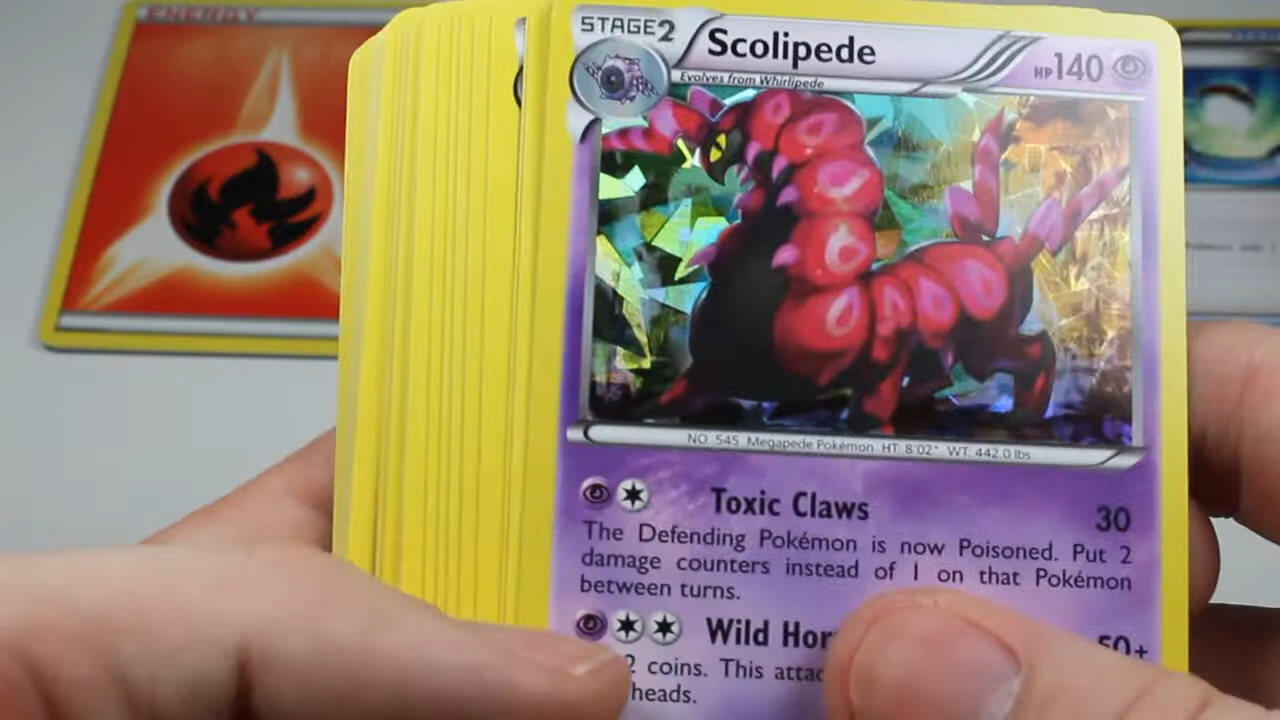 ENERGY
STAGE2
Scolipede
HP140
Evolves from Whirlipede
NO. 545 Megapede Pokémon HT: 8'02" WT: 442.0 lbs
Toxic Claws 30
The Defending Pokémon is now Poisoned. Put 2
damage counters instead of 1 on that Pokémon
between turns.
Wild Hor 50+
2 coins. This attac
heads.